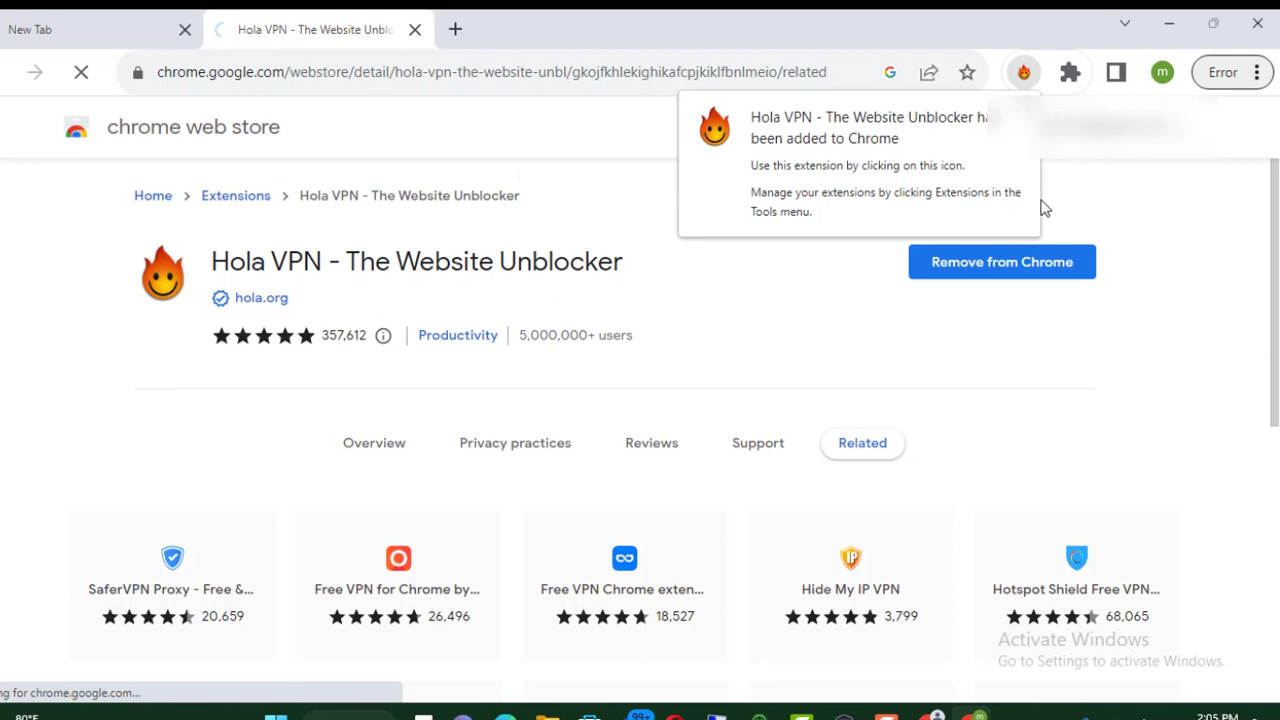 New Tab
Hola VPN - The Website Unblo
chrome.google.com/webstore/detail/hola-vpn-the-website-unbl/gkojfkhlekighikafcpjkiklfbnlmeio/related
G
m
Error
chrome web store
Hola VPN - The Website Unblocker ha
been added to Chrome
Use this extension by clicking on this icon.
Manage your extensions by clicking Extensions in the
Tools menu.
Home > Extensions > Hola VPN - The Website Unblocker
Hola VPN - The Website Unblocker
Remove from Chrome
hola.org
357,612
Productivity
5,000,000+ users
Overview
Privacy practices
Reviews
Support
Related
SaferVPN Proxy - Free &...
20,659
Free VPN for Chrome by...
26,496
Free VPN Chrome exten...
18,527
IP
Hide My IP VPN
3,799
Hotspot Shield Free VPN...
68,065
Activate Windows
Go to Settings to activate Windows.
ng for chrome.google.com...
80°F
99+
m
2:05 PM